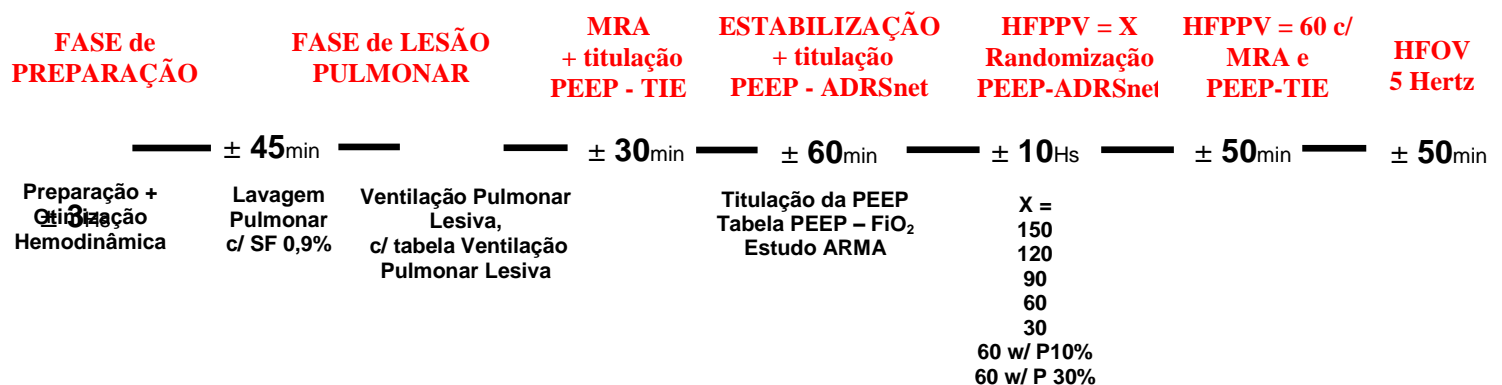 FASE de
PREPARAÇÃO
FASE de LESÃO
PULMONAR
MRA
+ titulação
PEEP - TIE
ESTABILIZAÇÃO
+ titulação
PEEP - ADRSnet
HFPPV = X
Randomização
PEEP-ADRSnet
HFPPV = 60 c/
MRA e
PEEP-TIE
HFOV
5 Hertz
± 45min
± 30min
± 60min
± 10Hs
± 50min
± 50min
Preparação +
Otimização
Hemodinâmica
± 3Hs
Lavagem
Pulmonar
c/ SF 0,9%
Ventilação Pulmonar
Lesiva,
c/ tabela Ventilação
Pulmonar Lesiva
Titulação da PEEP
Tabela PEEP – FiO₂
Estudo ARMA
X =
150
120
90
60
30
60 w/ P10%
60 w/ P 30%